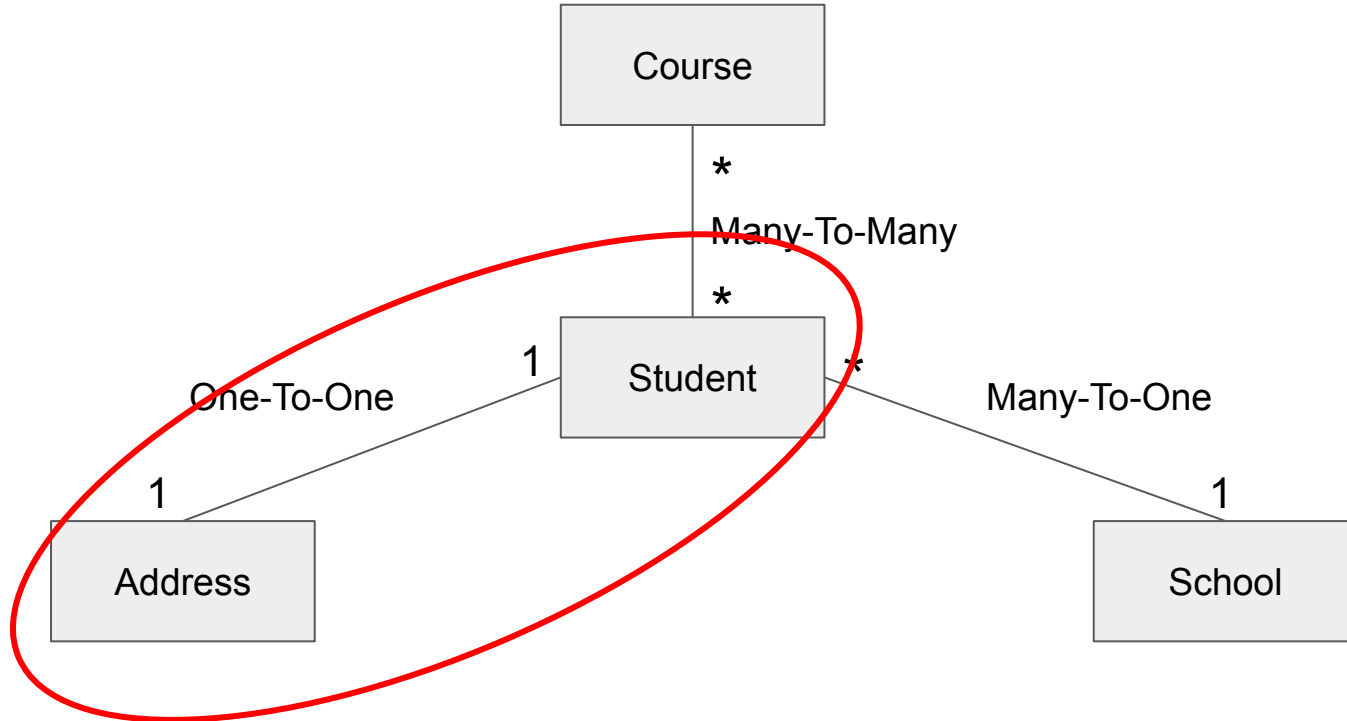 Course
*
Many-To-Many
*
1
Student
*
One-To-One
Many-To-One
1
1
Address
School